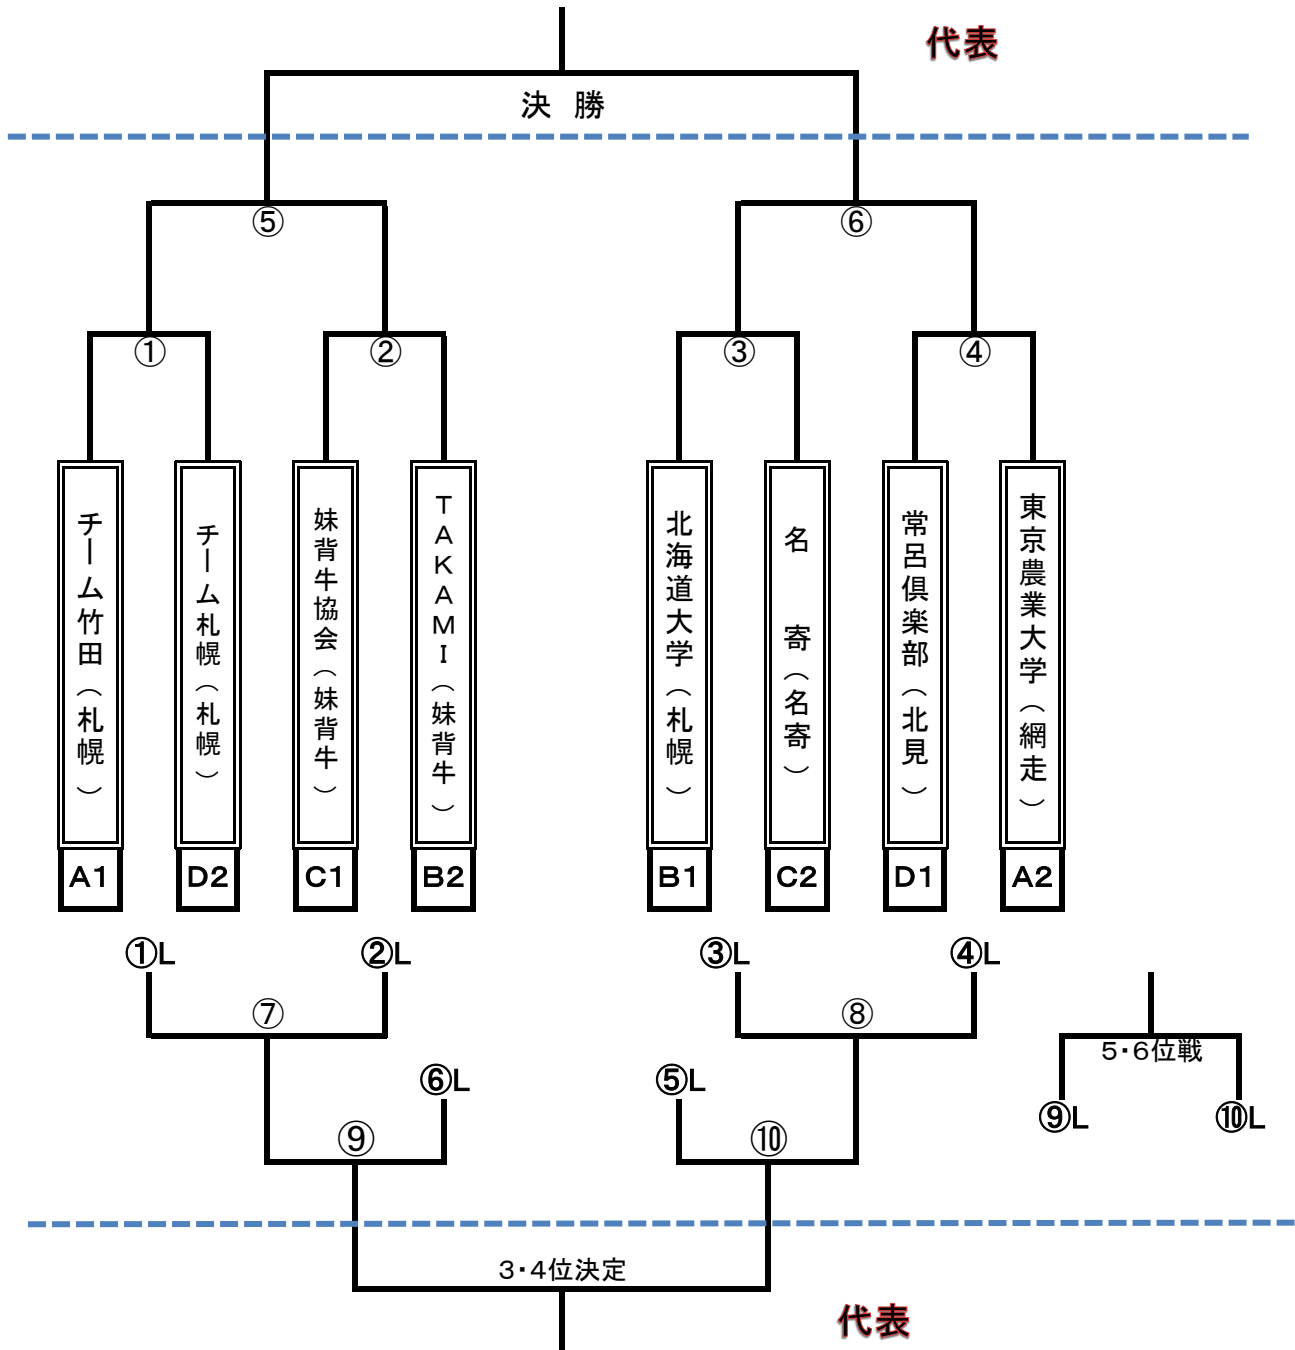 代表
決　勝
⑤
⑥
①
②
③
④
チーム竹田（札幌）
チーム札幌（札幌）
妹背牛協会（妹背牛）
ＴＡＫＡＭＩ（妹背牛）
北海道大学（札幌）
名　寄（名寄）
常呂倶楽部（北見）
東京農業大学（網走）
A1
D2
C1
B2
B1
C2
D1
A2
①L
②L
③L
④L
⑦
⑧
5・6位戦
⑥L
⑤L
⑨L
⑩L
⑨
⑩
3・4位決定
代表